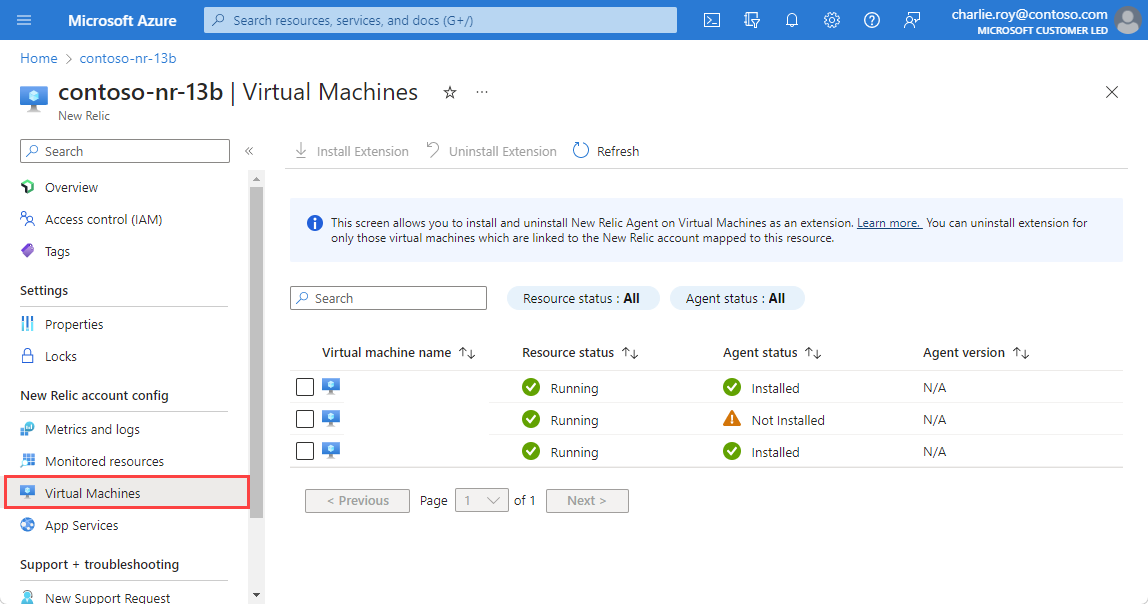 Microsoft Azure
Search resources, services, and docs (G+/)
charlie.roy@contoso.com
MICROSOFT CUSTOMER LED
Home > contoso-nr-13b
contoso-nr-13b | Virtual Machines
New Relic
Search
Overview
Access control (IAM)
Tags
Settings
Properties
Locks
New Relic account config
Metrics and logs
Monitored resources
Virtual Machines
App Services
Support + troubleshooting
New Support Request
Install Extension Uninstall Extension Refresh
This screen allows you to install and uninstall New Relic Agent on Virtual Machines as an extension. Learn more. You can uninstall extension for
only those virtual machines which are linked to the New Relic account mapped to this resource.
Search Resource status : All Agent status : All
Virtual machine name Resource status Agent status Agent version
Running Installed N/A
Running Not Installed N/A
Running Installed N/A
< Previous Page 1 of 1 Next >